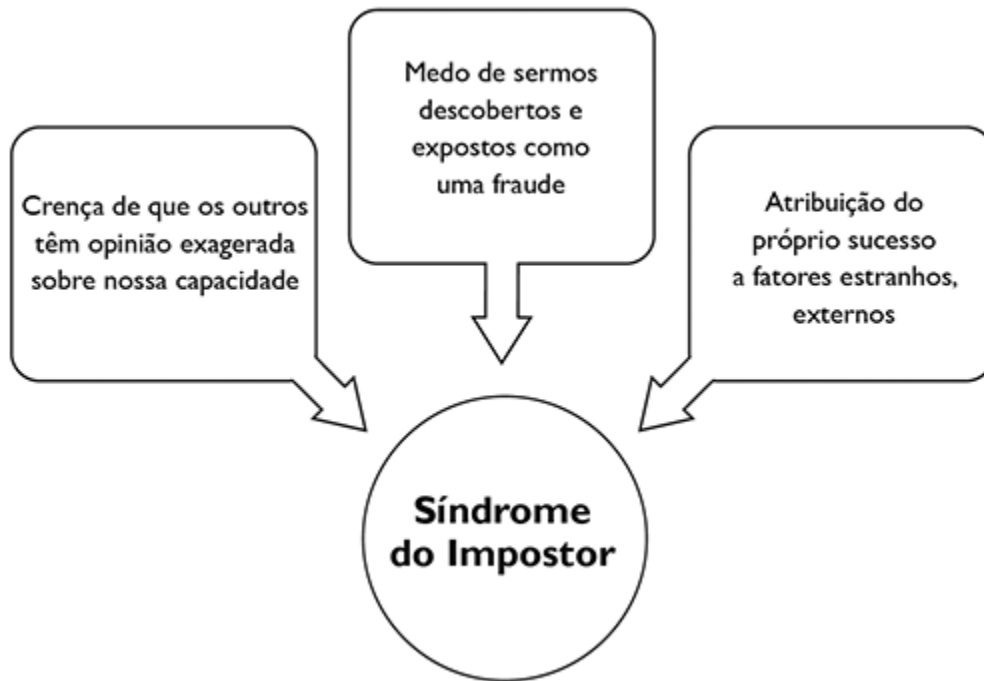 Crença de que os outros
têm opinião exagerada
sobre nossa capacidade
Medo de sermos
descobertos e
expostos como
uma fraude
Atribuição do
próprio sucesso
a fatores estranhos,
externos
Síndrome
do Impostor